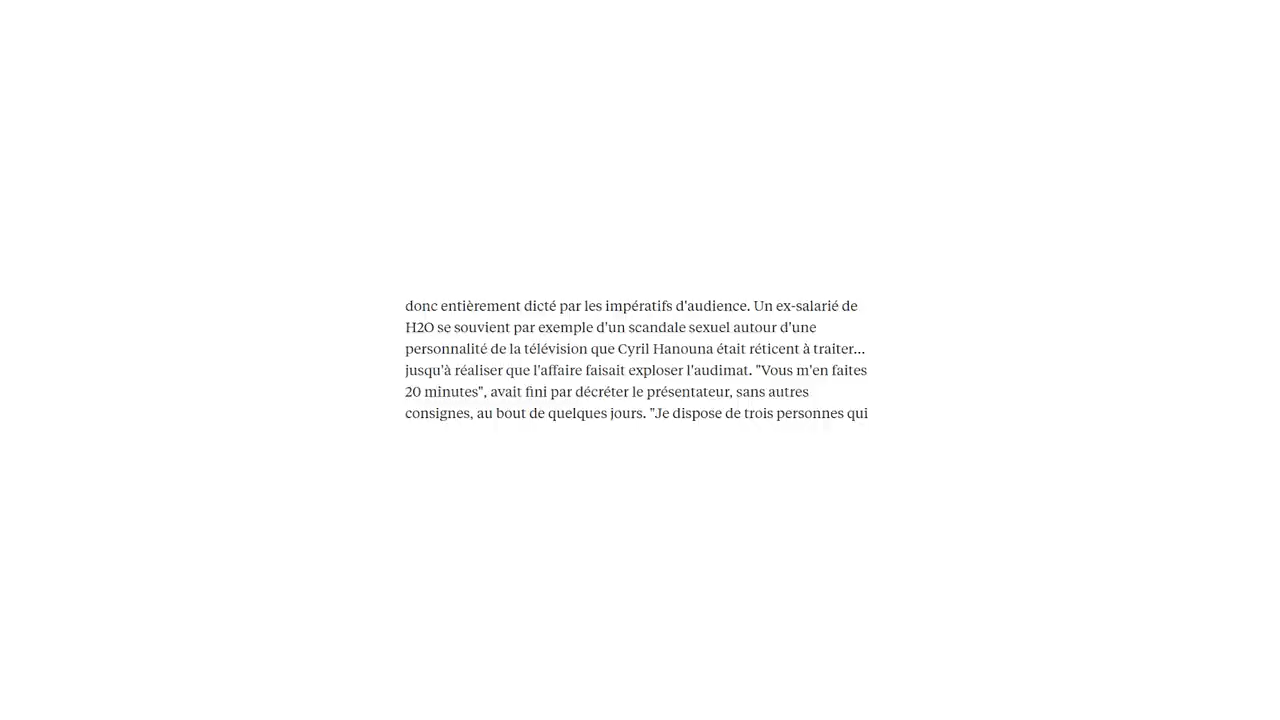 donc entièrement dicté par les impératifs d'audience. Un ex-salarié de
H2O se souvient par exemple d'un scandale sexuel autour d'une
personnalité de la télévision que Cyril Hanouna était réticent à traiter...
jusqu'à réaliser que l'affaire faisait exploser l'audimat. "Vous m'en faites
20 minutes", avait fini par décréter le présentateur, sans autres
consignes, au bout de quelques jours. "Je dispose de trois personnes qui